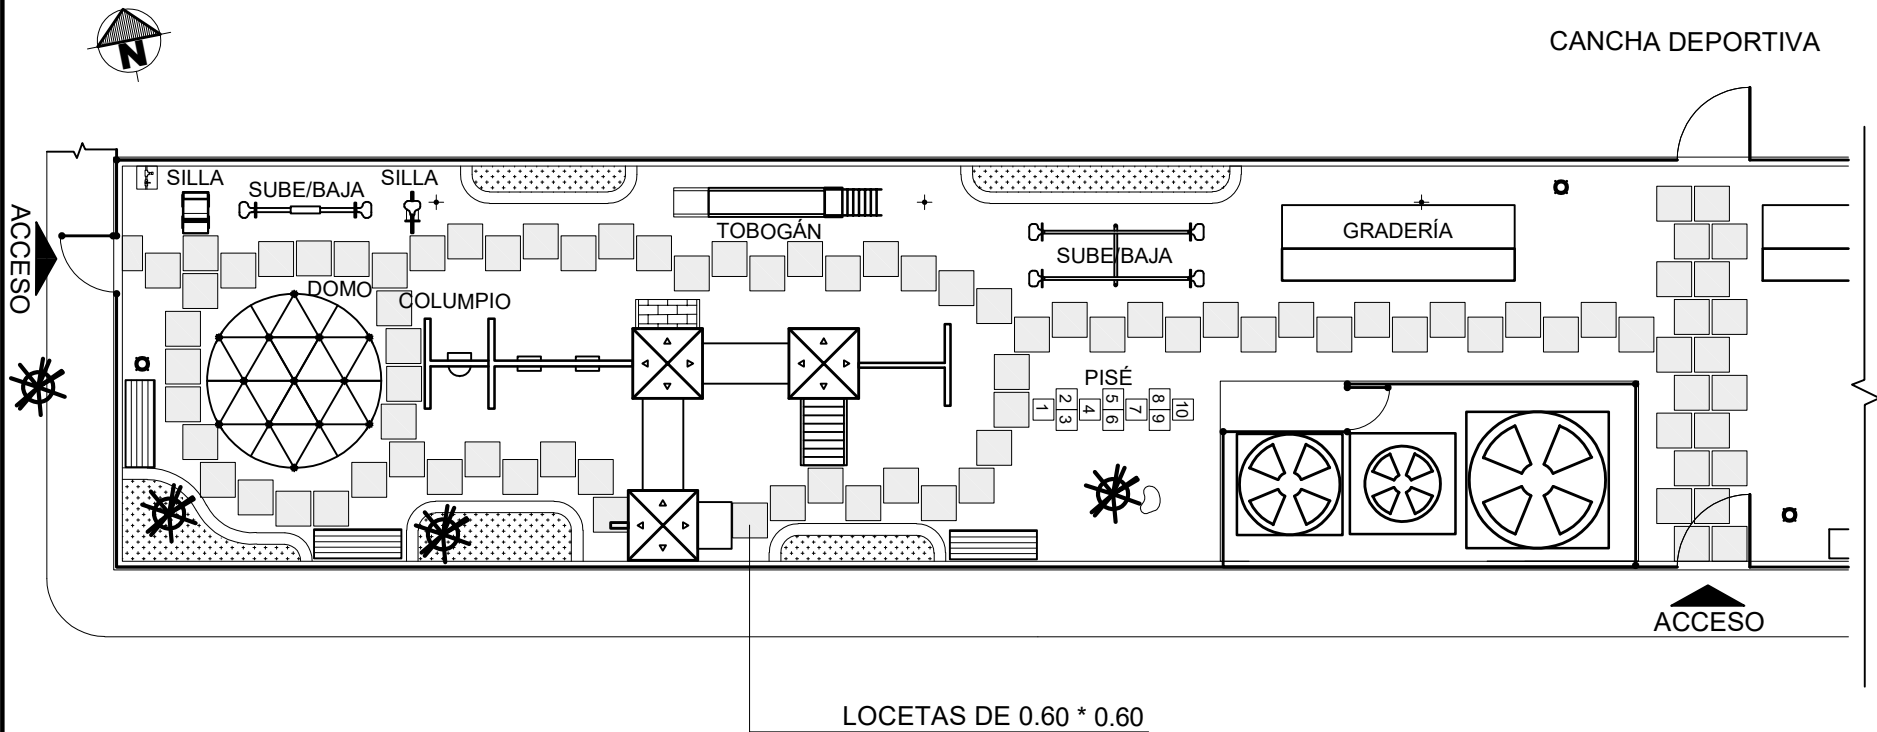 N
CANCHA DEPORTIVA
SILLA
SUBE/BAJA
SILLA
ACCESO
TOBOGÁN
SUBE/BAJA
GRADERÍA
DOMO
COLUMPIO
PISÉ
1 2 3 4 5 6 7 8 9 10
ACCESO
LOCETAS DE 0.60 * 0.60